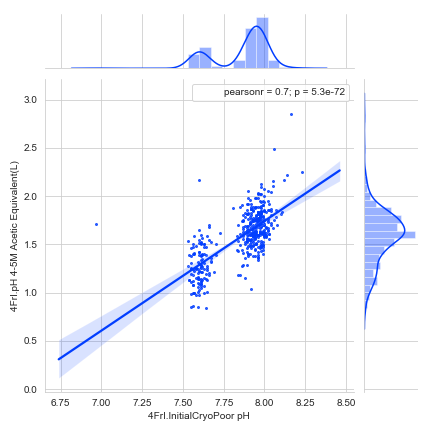 pearsonr = 0.7; p = 5.3e-72
4FrI.pH 4-5M Acetic Equivalent(L)
3.0
2.5
2.0
1.5
1.0
0.5
0.0
6.75 7.00 7.25 7.50 7.75 8.00 8.25 8.50
4FrI.InitialCryoPoor pH